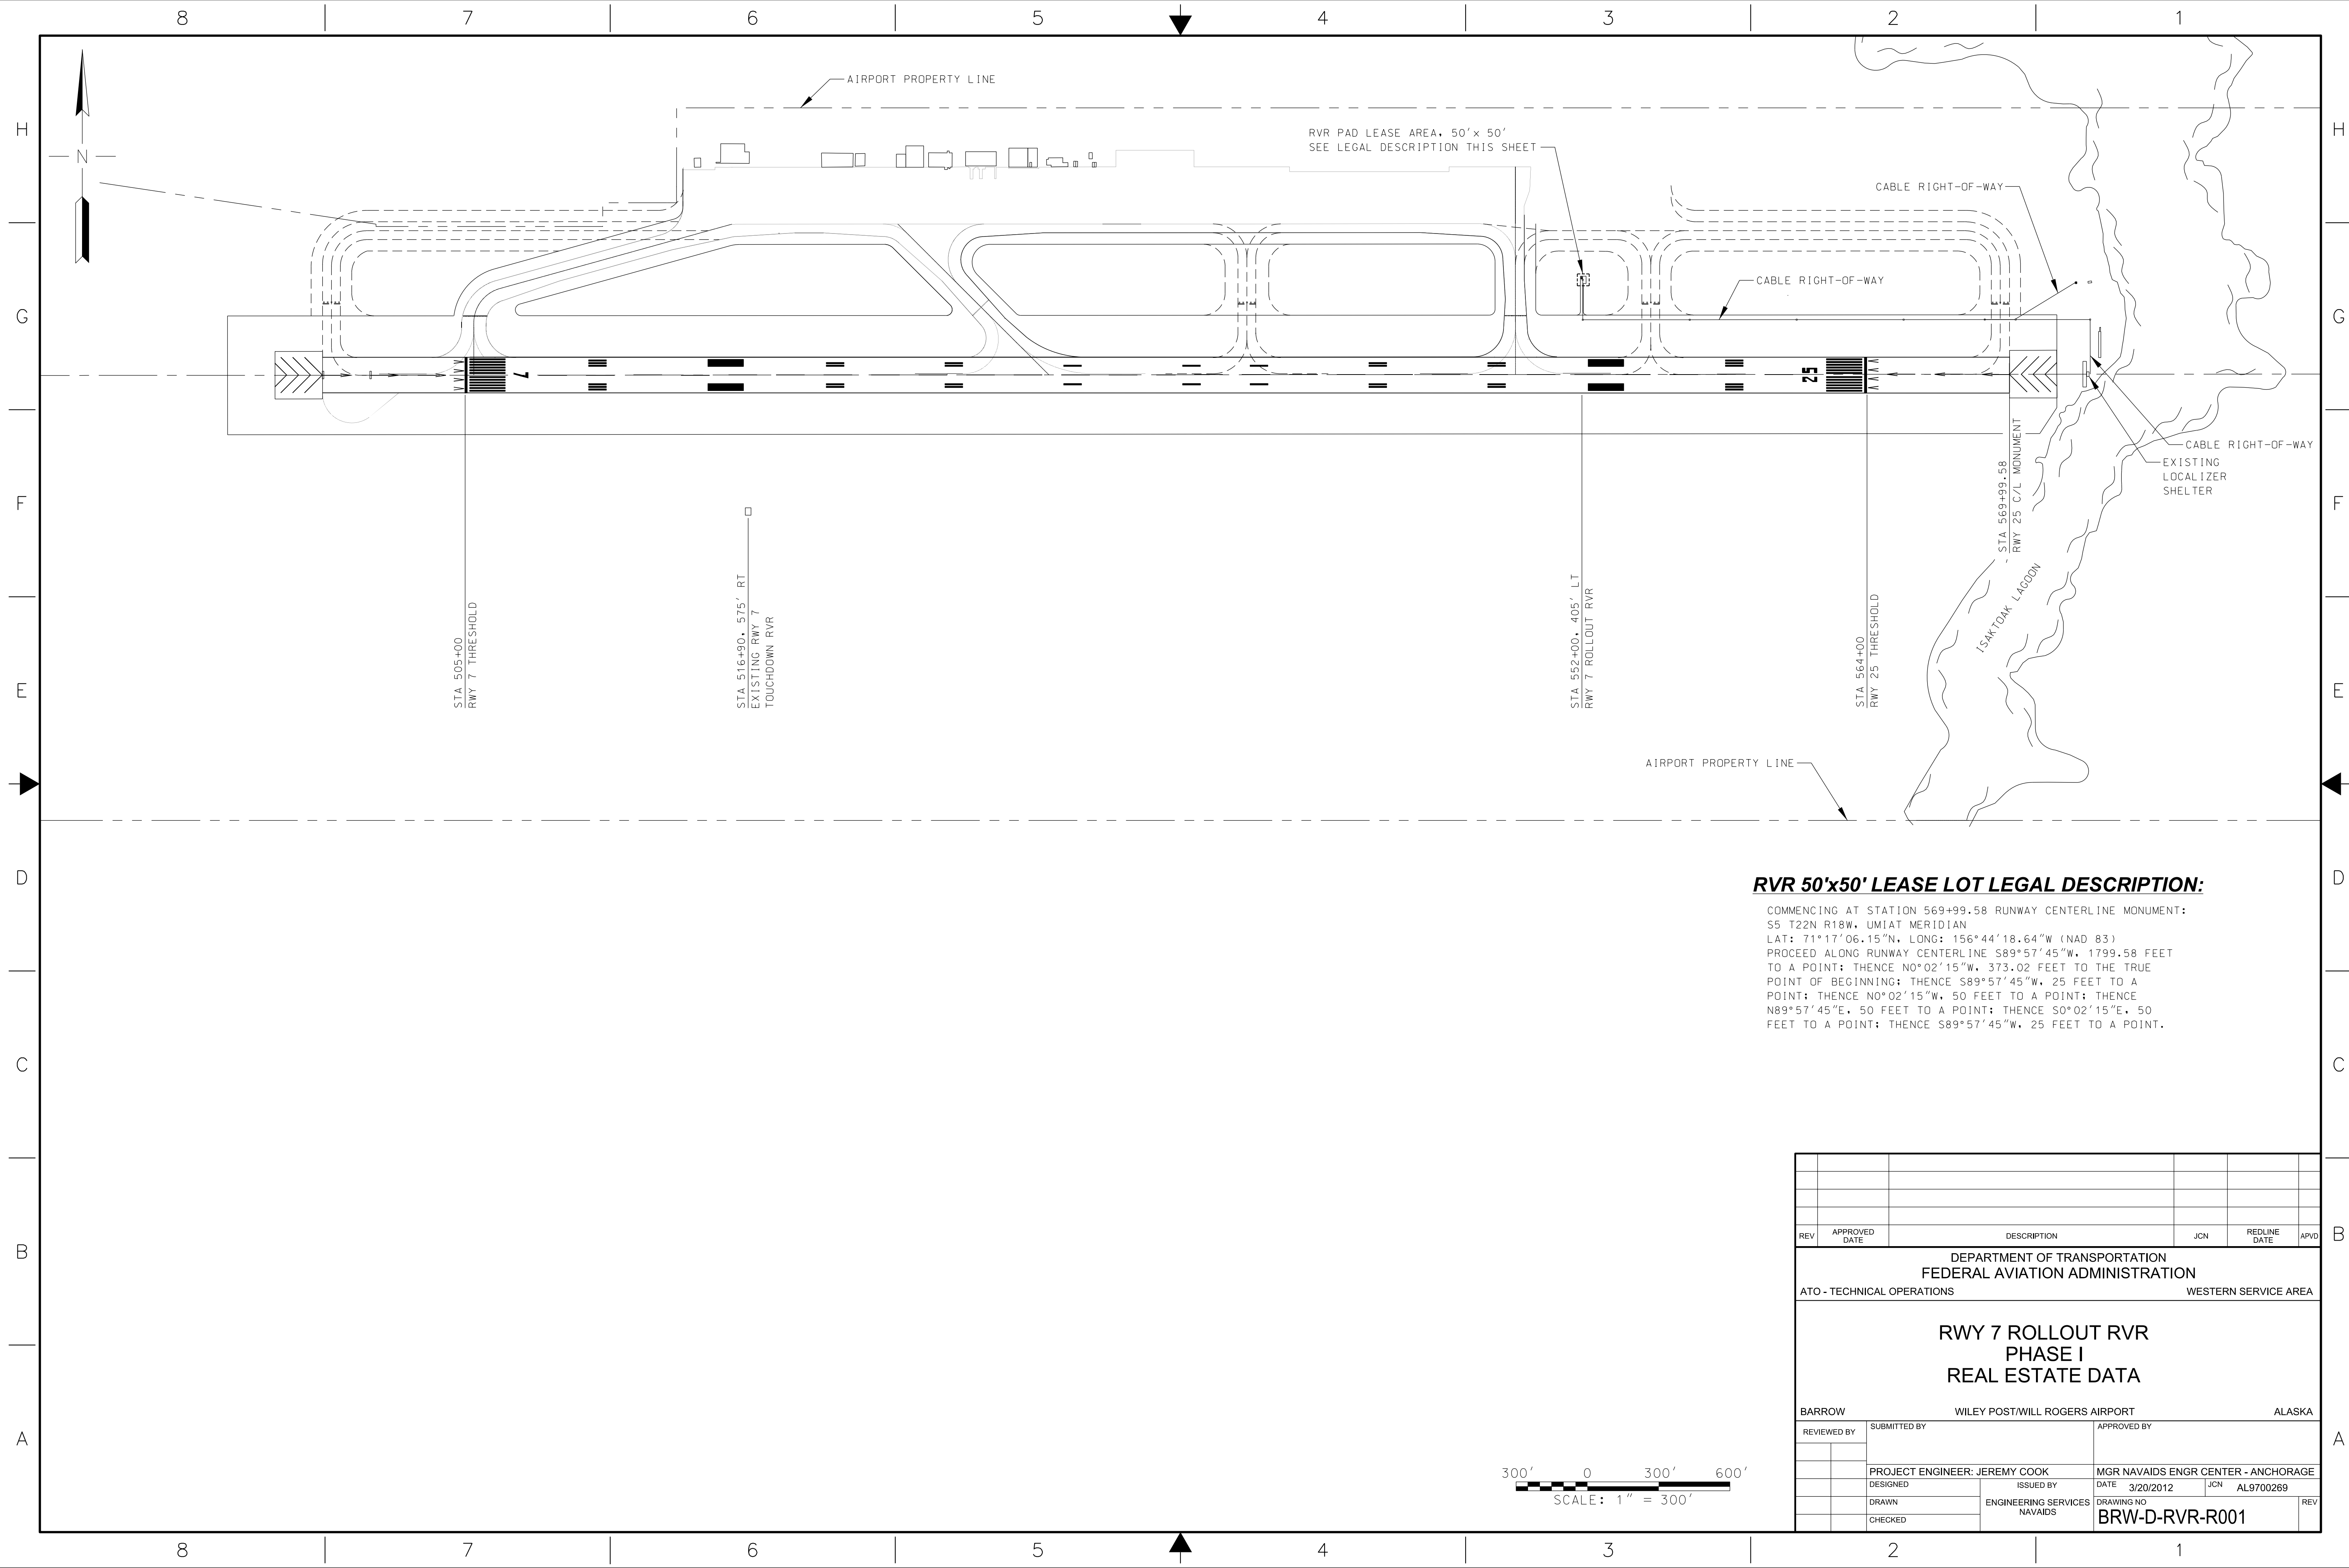 8 7 6 5 4 3 2 1
AIRPORT PROPERTY LINE
H H
RVR PAD LEASE AREA, 50'x 50'
SEE LEGAL DESCRIPTION THIS SHEET
N
CABLE RIGHT-OF-WAY
CABLE RIGHT-OF-WAY
G G
7
25
CABLE RIGHT-OF-WAY
EXISTING
LOCALIZER
SHELTER
F F
STA 569+99.58
RWY 25 C/L MONUMENT
ISAKTOAK LAGOON
STA 505+00
RWY 7 THRESHOLD
STA 516+90, 575' RT
EXISTING RWY 7
TOUCHDOWN RVR
STA 552+00, 405' LT
RWY 7 ROLLOUT RVR
STA 564+00
RWY 25 THRESHOLD
E E
AIRPORT PROPERTY LINE
D D
RVR 50'x50' LEASE LOT LEGAL DESCRIPTION:
COMMENCING AT STATION 569+99.58 RUNWAY CENTERLINE MONUMENT:
S5 T22N R18W, UMIAT MERIDIAN
LAT: 71°17'06.15"N, LONG: 156°44'18.64"W (NAD 83)
PROCEED ALONG RUNWAY CENTERLINE S89°57'45"W, 1799.58 FEET
TO A POINT; THENCE N0°02'15"W, 373.02 FEET TO THE TRUE
POINT OF BEGINNING; THENCE S89°57'45"W, 25 FEET TO A
POINT; THENCE N0°02'15"W, 50 FEET TO A POINT; THENCE
N89°57'45"E, 50 FEET TO A POINT; THENCE S0°02'15"E, 50
FEET TO A POINT; THENCE S89°57'45"W, 25 FEET TO A POINT.
C C
B B
REV APPROVED DATE DESCRIPTION JCN REDLINE DATE APVD
DEPARTMENT OF TRANSPORTATION
FEDERAL AVIATION ADMINISTRATION
ATO - TECHNICAL OPERATIONS WESTERN SERVICE AREA
RWY 7 ROLLOUT RVR
PHASE I
REAL ESTATE DATA
BARROW WILEY POST/WILL ROGERS AIRPORT ALASKA
A A
REVIEWED BY SUBMITTED BY APPROVED BY
PROJECT ENGINEER: JEREMY COOK MGR NAVAIDS ENGR CENTER - ANCHORAGE
DESIGNED ISSUED BY DATE 3/20/2012 JCN AL9700269
DRAWN ENGINEERING SERVICES NAVAIDS DRAWING NO REV
CHECKED BRW-D-RVR-R001
300' 0 300' 600'
SCALE: 1" = 300'
8 7 6 5 4 3 2 1